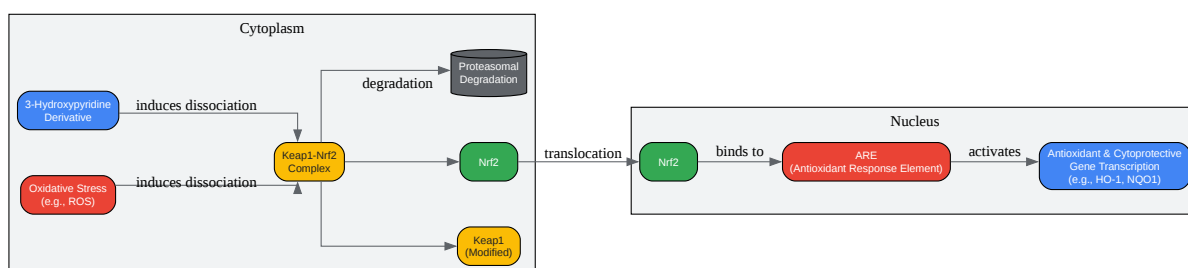 Cytoplasm
3-Hydroxypyridine
Derivative
induces dissociation
Oxidative Stress
(e.g., ROS)
induces dissociation
Keap1-Nrf2
Complex
degradation
Proteasomal
Degradation
Nrf2
Keap1
(Modified)
translocation
Nucleus
Nrf2
binds to
ARE
(Antioxidant Response Element)
activates
Antioxidant & Cytoprotective
Gene Transcription
(e.g., HO-1, NQO1)